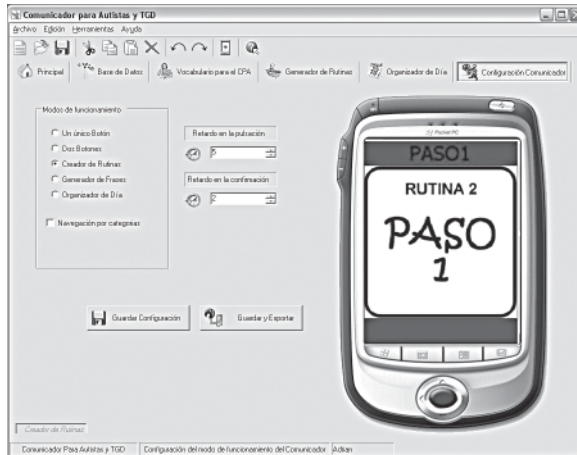 Comunicador para Autistas y TGD
Archivo Edición Herramientas Ayuda
Principal Base de Datos Vocabulario para el CPA Generador de Rutinas Organizador de Día Configuración Comunicador
Modos de funcionamiento
Un único Botón
Dos Botones
Creador de Rutinas
Generador de Frases
Organizador de Día
Navegación por categorías
Retardo en la pulsación
5
Retardo en la confirmación
2
Guardar Configuración
Guardar y Exportar
Pocket PC
PASO1
RUTINA 2
PASO
1
Creador de Rutinas
Comunicador Para Autistas y TGD Configuración del modo de funcionamiento del Comunicador Adrian